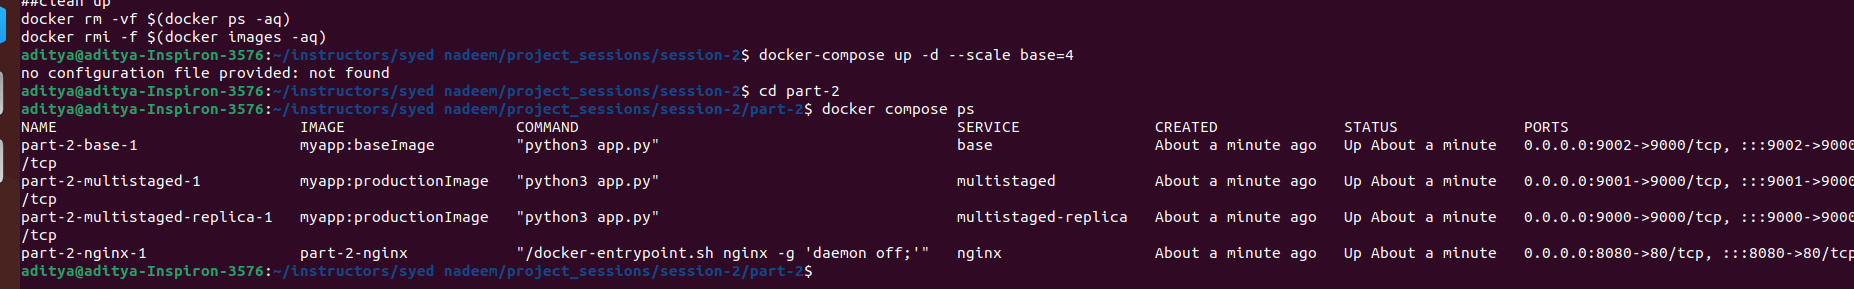 ##clean up
docker rm -vf $(docker ps -aq)
docker rmi -f $(docker images -aq)
aditya@aditya-Inspiron-3576:~/instructors/syed nadeem/project_sessions/session-2$ docker-compose up -d --scale base=4
no configuration file provided: not found
aditya@aditya-Inspiron-3576:~/instructors/syed nadeem/project_sessions/session-2$ cd part-2
aditya@aditya-Inspiron-3576:~/instructors/syed nadeem/project_sessions/session-2/part-2$ docker compose ps
NAME                           IMAGE                   COMMAND                                          SERVICE               CREATED              STATUS              PORTS
part-2-base-1                  myapp:baseImage         "python3 app.py"                                 base                  About a minute ago   Up About a minute   0.0.0.0:9002->9000/tcp, :::9002->9000
/tcp
part-2-multistaged-1           myapp:productionImage   "python3 app.py"                                 multistaged           About a minute ago   Up About a minute   0.0.0.0:9001->9000/tcp, :::9001->9000
/tcp
part-2-multistaged-replica-1   myapp:productionImage   "python3 app.py"                                 multistaged-replica   About a minute ago   Up About a minute   0.0.0.0:9000->9000/tcp, :::9000->9000
/tcp
part-2-nginx-1                 part-2-nginx            "/docker-entrypoint.sh nginx -g 'daemon off;'"   nginx                 About a minute ago   Up About a minute   0.0.0.0:8080->80/tcp, :::8080->80/tcp
aditya@aditya-Inspiron-3576:~/instructors/syed nadeem/project_sessions/session-2/part-2$